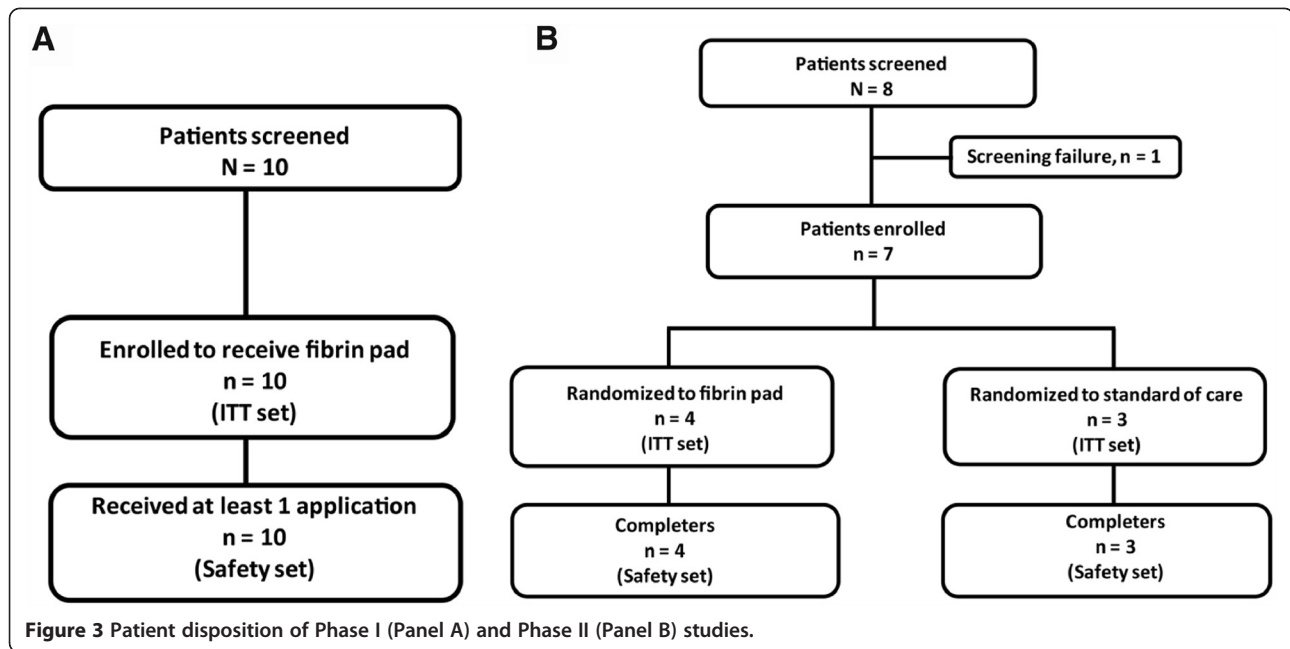 A
Patients screened
N = 10
Enrolled to receive fibrin pad
n = 10
(ITT set)
Received at least 1 application
n = 10
(Safety set)
B
Patients screened
N = 8
Screening failure, n = 1
Patients enrolled
n = 7
Randomized to fibrin pad
n = 4
(ITT set)
Randomized to standard of care
n = 3
(ITT set)
Completers
n = 4
(Safety set)
Completers
n = 3
(Safety set)
Figure 3 Patient disposition of Phase I (Panel A) and Phase II (Panel B) studies.